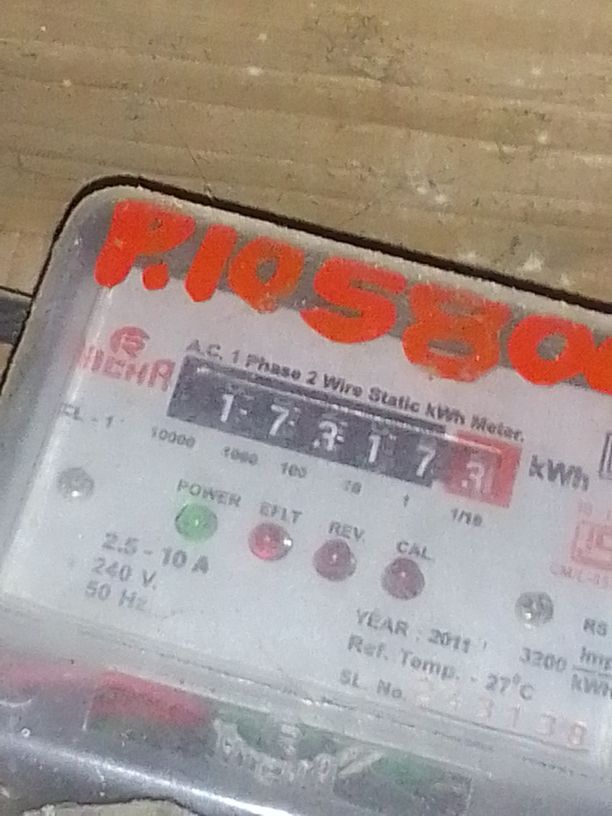 P.10580
A.C. 1 Phase 2 Wire Static kWh Meter.
1 7 3 1 7 3 kWh
CL - 1 10000 1000 100 10 1 1/10
POWER EFLT REV. CAL.
2.5 - 10 A
240 V.
50 Hz.
YEAR : 2011
Ref. Temp. - 27°C
SL. No.
RS
3200 imp
kWh